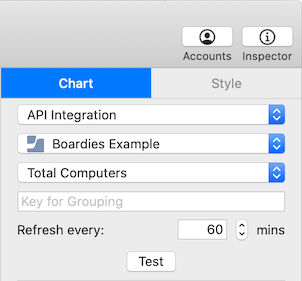 Accounts Inspector
Chart Style
API Integration
Boardies Example
Total Computers
Key for Grouping
Refresh every: 60 mins
Test